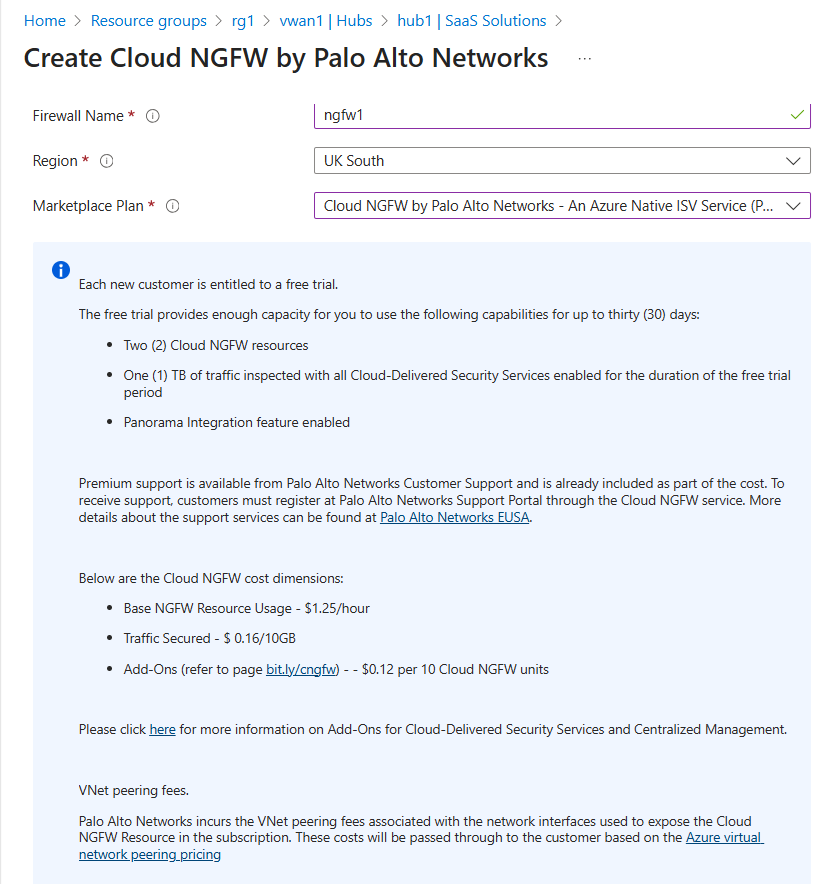 Home > Resource groups > rg1 > vwan1 | Hubs > hub1 | SaaS Solutions >
Create Cloud NGFW by Palo Alto Networks ...
Firewall Name * ngfw1
Region * UK South
Marketplace Plan * Cloud NGFW by Palo Alto Networks - An Azure Native ISV Service (P...
Each new customer is entitled to a free trial.
The free trial provides enough capacity for you to use the following capabilities for up to thirty (30) days:
• Two (2) Cloud NGFW resources
• One (1) TB of traffic inspected with all Cloud-Delivered Security Services enabled for the duration of the free trial
period
• Panorama Integration feature enabled
Premium support is available from Palo Alto Networks Customer Support and is already included as part of the cost. To
receive support, customers must register at Palo Alto Networks Support Portal through the Cloud NGFW service. More
details about the support services can be found at Palo Alto Networks EUSA.
Below are the Cloud NGFW cost dimensions:
• Base NGFW Resource Usage - $1.25/hour
• Traffic Secured - $ 0.16/10GB
• Add-Ons (refer to page bit.ly/cngfw) - - $0.12 per 10 Cloud NGFW units
Please click here for more information on Add-Ons for Cloud-Delivered Security Services and Centralized Management.
VNet peering fees.
Palo Alto Networks incurs the VNet peering fees associated with the network interfaces used to expose the Cloud
NGFW Resource in the subscription. These costs will be passed through to the customer based on the Azure virtual
network peering pricing